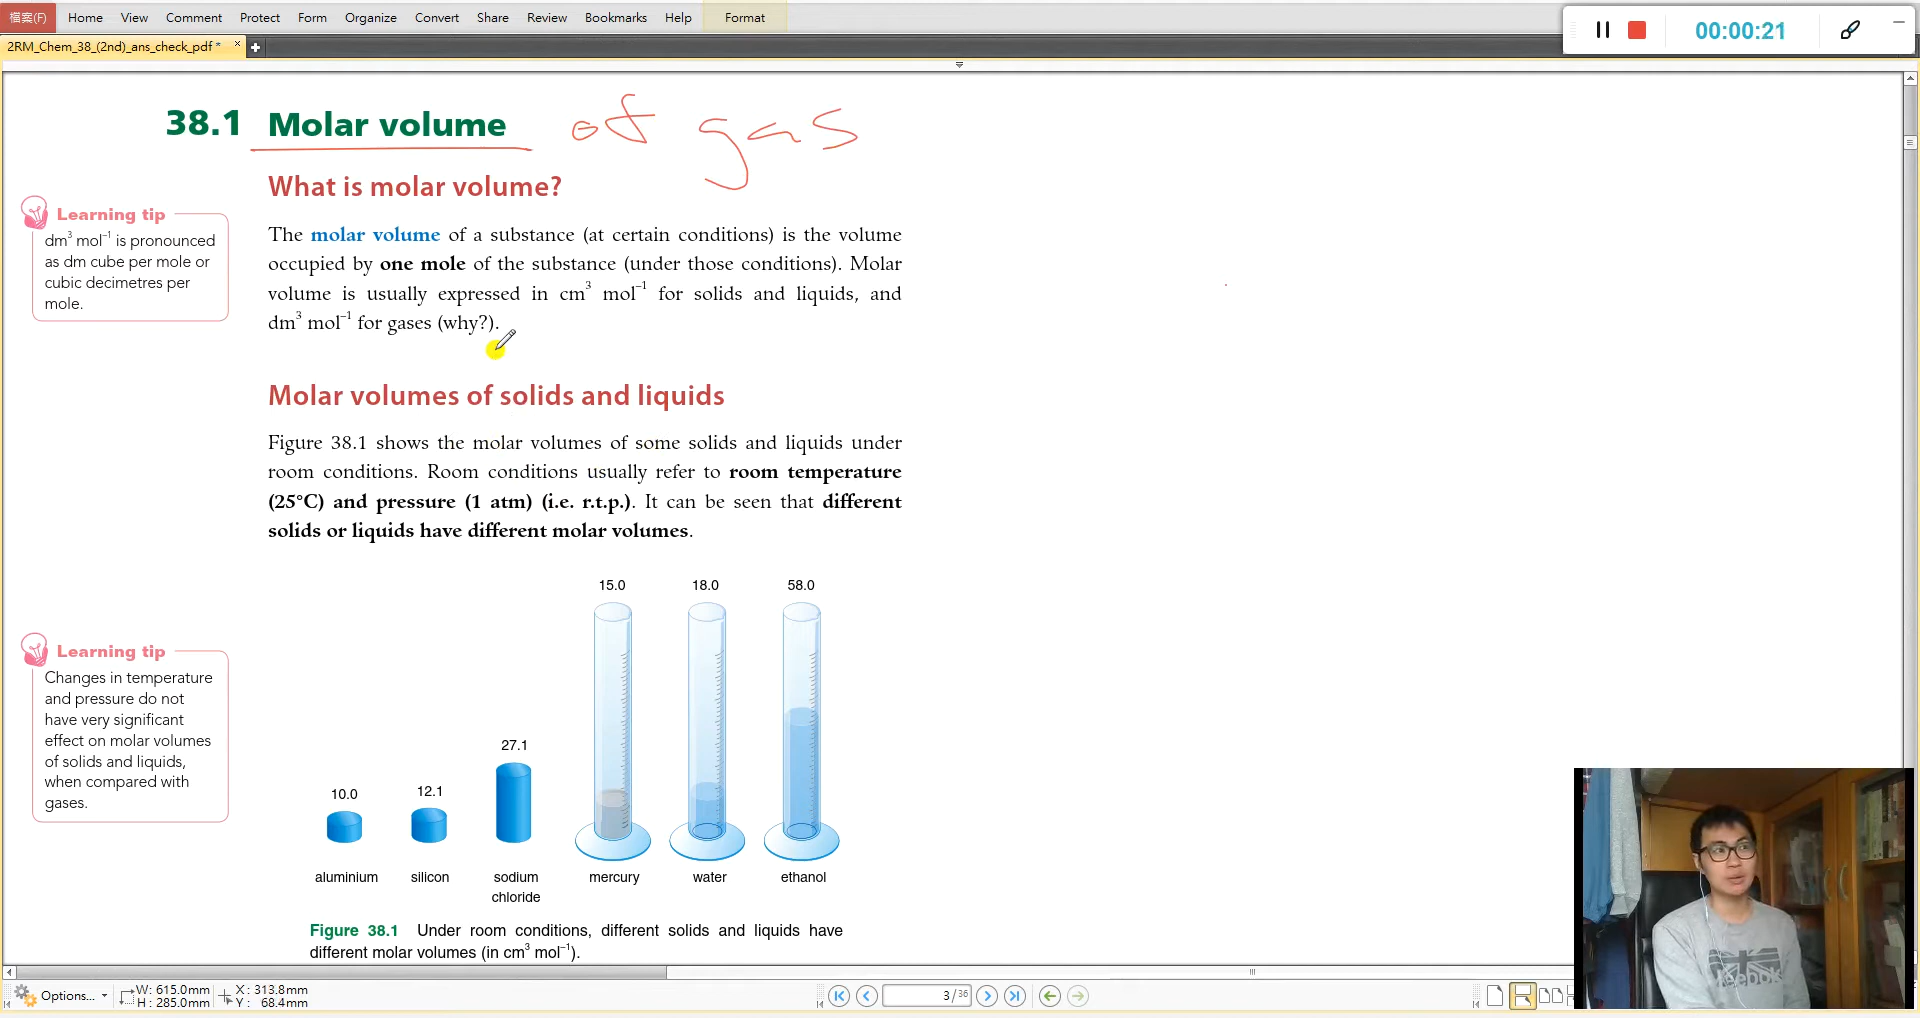 檔案(F) Home View Comment Protect Form Organize Convert Share Review Bookmarks Help Format
00:00:21
2RM_Chem_38_(2nd)_ans_check_pdf *
38.1 Molar volume of gas
What is molar volume?
Learning tip
dm³ mol⁻¹ is pronounced
as dm cube per mole or
cubic decimetres per
mole.
The molar volume of a substance (at certain conditions) is the volume
occupied by one mole of the substance (under those conditions). Molar
volume is usually expressed in cm³ mol⁻¹ for solids and liquids, and
dm³ mol⁻¹ for gases (why?).
Molar volumes of solids and liquids
Figure 38.1 shows the molar volumes of some solids and liquids under
room conditions. Room conditions usually refer to room temperature
(25°C) and pressure (1 atm) (i.e. r.t.p.). It can be seen that different
solids or liquids have different molar volumes.
Learning tip
Changes in temperature
and pressure do not
have very significant
effect on molar volumes
of solids and liquids,
when compared with
gases.
15.0 18.0 58.0
27.1
10.0 12.1
aluminium silicon sodium mercury water ethanol
chloride
Figure 38.1 Under room conditions, different solids and liquids have
different molar volumes (in cm³ mol⁻¹).
Reebok
Options... W: 615.0mm X: 313.8mm 3 / 36
H: 285.0mm Y: 68.4mm